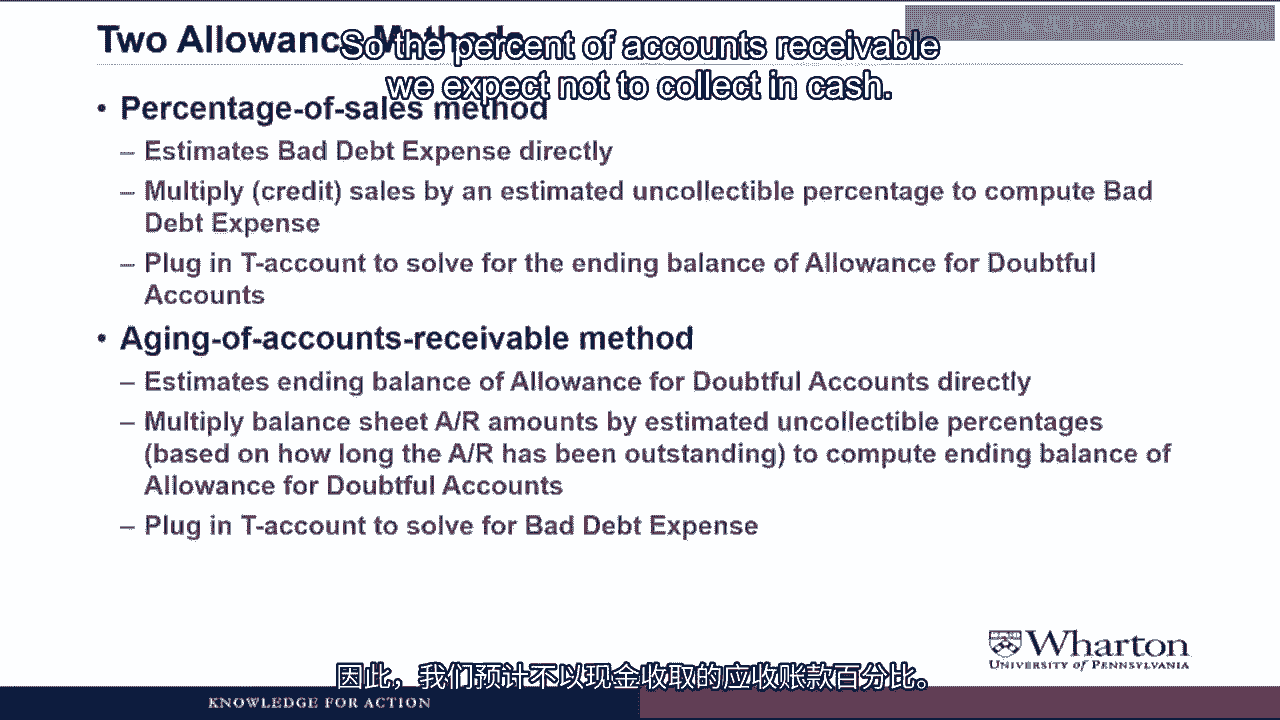 Two Allowance Methods
So the percent of accounts receivable
we expect not to collect in cash.
• Percentage-of-sales method
– Estimates Bad Debt Expense directly
– Multiply (credit) sales by an estimated uncollectible percentage to compute Bad
Debt Expense
– Plug in T-account to solve for the ending balance of Allowance for Doubtful
Accounts
• Aging-of-accounts-receivable method
– Estimates ending balance of Allowance for Doubtful Accounts directly
– Multiply balance sheet A/R amounts by estimated uncollectible percentages
(based on how long the A/R has been outstanding) to compute ending balance of
Allowance for Doubtful Accounts
– Plug in T-account to solve for Bad Debt Expense
Wharton
UNIVERSITY of PENNSYLVANIA
因此，我们预计不以现金收取的应收账款百分比。
KNOWLEDGE FOR ACTION